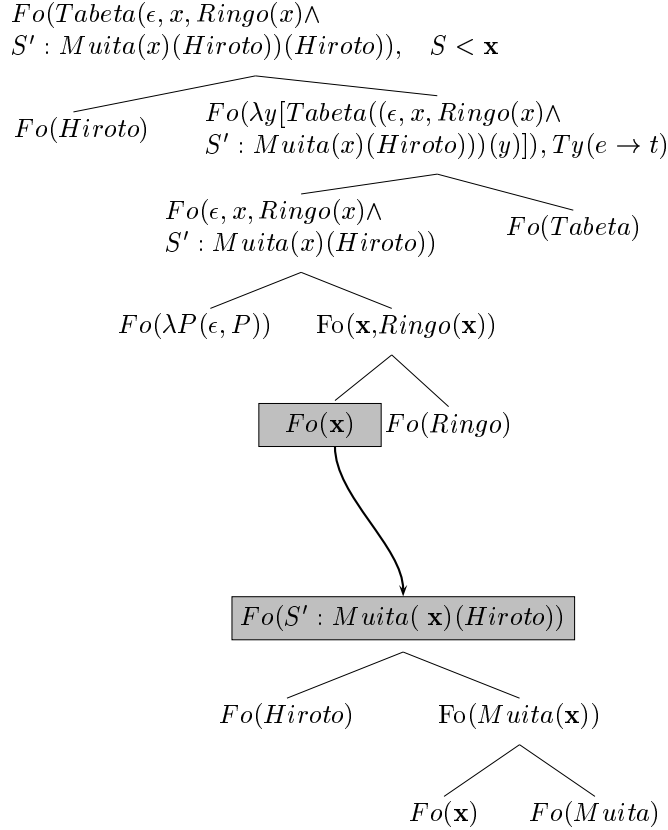 Fo(Tabeta(ϵ, x, Ringo(x)∧
S′ : Muita(x)(Hiroto))(Hiroto)), S < x
Fo(Hiroto)
Fo(λy[Tabeta((ϵ, x, Ringo(x)∧
S′ : Muita(x)(Hiroto)))(y)]), Ty(e → t)
Fo(ϵ, x, Ringo(x)∧
S′ : Muita(x)(Hiroto))
Fo(Tabeta)
Fo(λP(ϵ, P))
Fo(x,Ringo(x))
Fo(x)
Fo(Ringo)
Fo(S′ : Muita( x)(Hiroto))
Fo(Hiroto)
Fo(Muita(x))
Fo(x)
Fo(Muita)